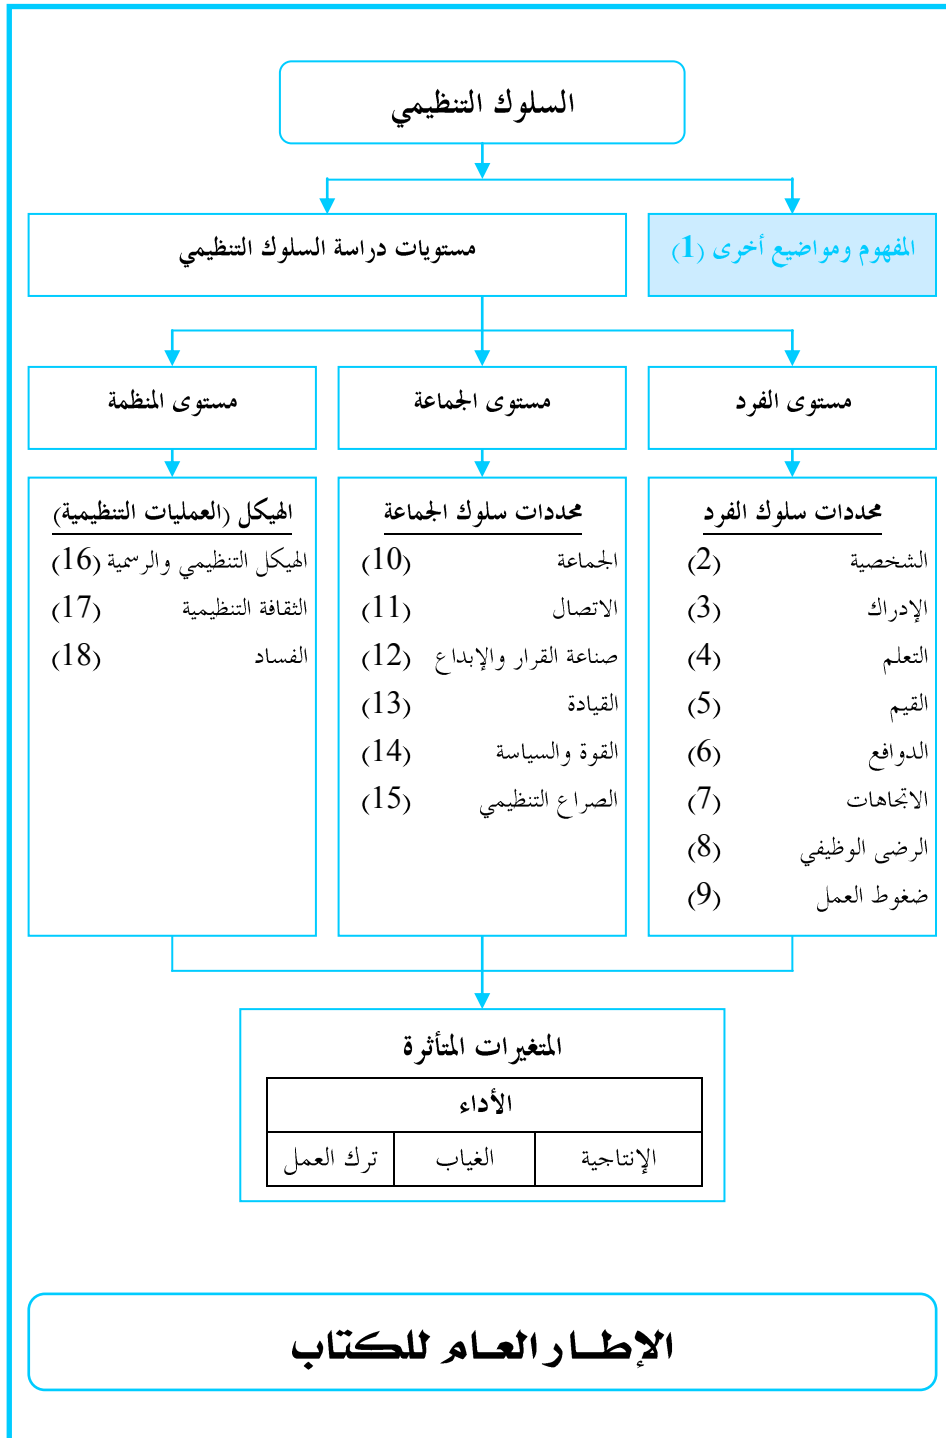 السلوك التنظيمي
المفهوم ومواضيع أخرى (1)
مستويات دراسة السلوك التنظيمي
مستوى الفرد
مستوى الجماعة
مستوى المنظمة
محددات سلوك الفرد
الشخصية (2)
الإدراك (3)
التعلم (4)
القيم (5)
الدوافع (6)
الاتجاهات (7)
الرضى الوظيفي (8)
ضغوط العمل (9)
محددات سلوك الجماعة
الجماعة (10)
الاتصال (11)
صناعة القرار والإبداع (12)
القيادة (13)
القوة والسياسة (14)
الصراع التنظيمي (15)
الهيكل (العمليات التنظيمية)
الهيكل التنظيمي والرسمية (16)
الثقافة التنظيمية (17)
الفساد (18)
المتغيرات المتأثرة
الأداء
الإنتاجية
الغياب
ترك العمل
الإطـار العـام للكتاب